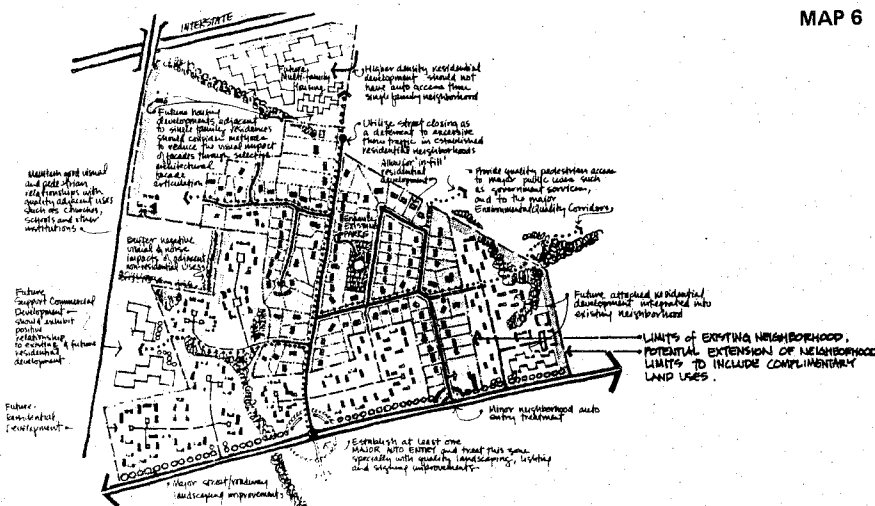 MAP 6
INTERSTATE
Future
Multi-family
Housing
Higher density residential
development should not
have auto access thru
single family neighborhood
Future housing
developments adjacent
to single family residences
should consider methods
to reduce the visual impact
of facades through selective
architectural
facade
articulation
Utilize street closing as
a deterrent to excessive
thru traffic in established
residential neighborhoods
Allow for 'in-fill'
residential
development
Provide quality pedestrian access
to major public uses such
as government services,
and to the major
Environmental Quality Corridors
Maintain good visual
and pedestrian
relationships with
quality adjacent uses
such as churches,
schools and other
institutions
Enhance
EXISTING
PARKS
Buffer negative
visual & noise
impacts of adjacent
non-residential uses
Future
Support Commercial
Development
should exhibit
positive
relationship
to existing & future
residential
development.
Future attached residential
development integrated into
existing neighborhood
LIMITS of EXISTING NEIGHBORHOOD.
POTENTIAL EXTENSION OF NEIGHBORHOOD
LIMITS TO INCLUDE COMPLIMENTARY
LAND USES.
Future
Residential
Development
Minor neighborhood auto
entry treatment
Establish at least one
MAJOR AUTO ENTRY and treat this zone
specially with quality landscaping, lighting
and signing improvements
Major street/roadway
landscaping improvements